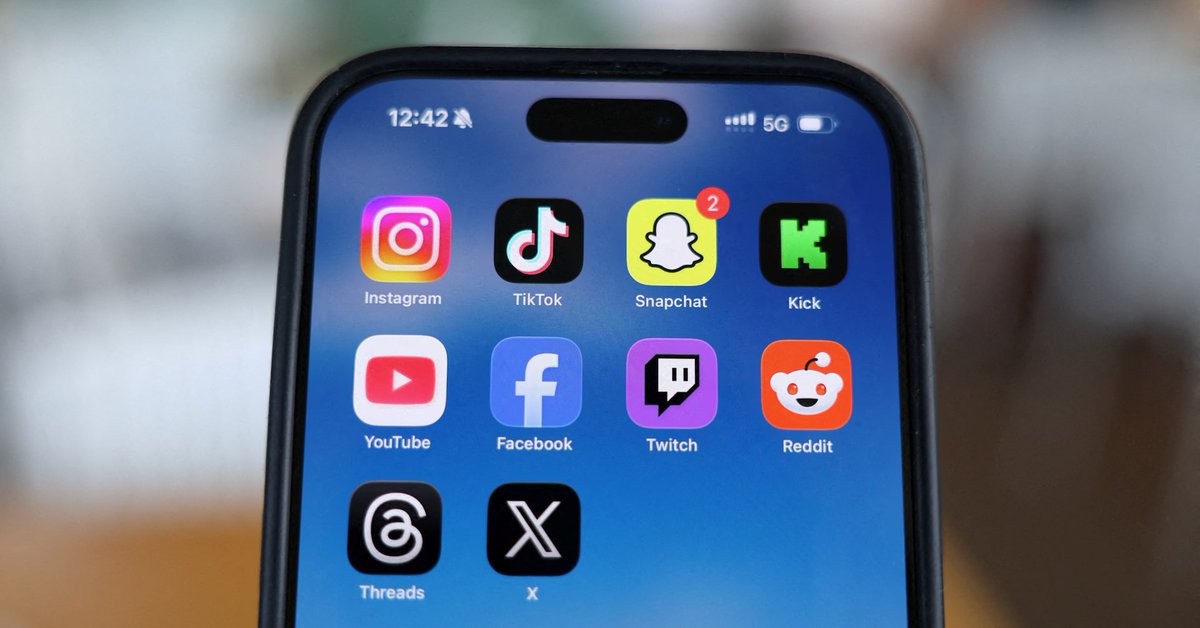 12:42 5G
2
Instagram TikTok Snapchat Kick
YouTube Facebook Twitch Reddit
Threads X